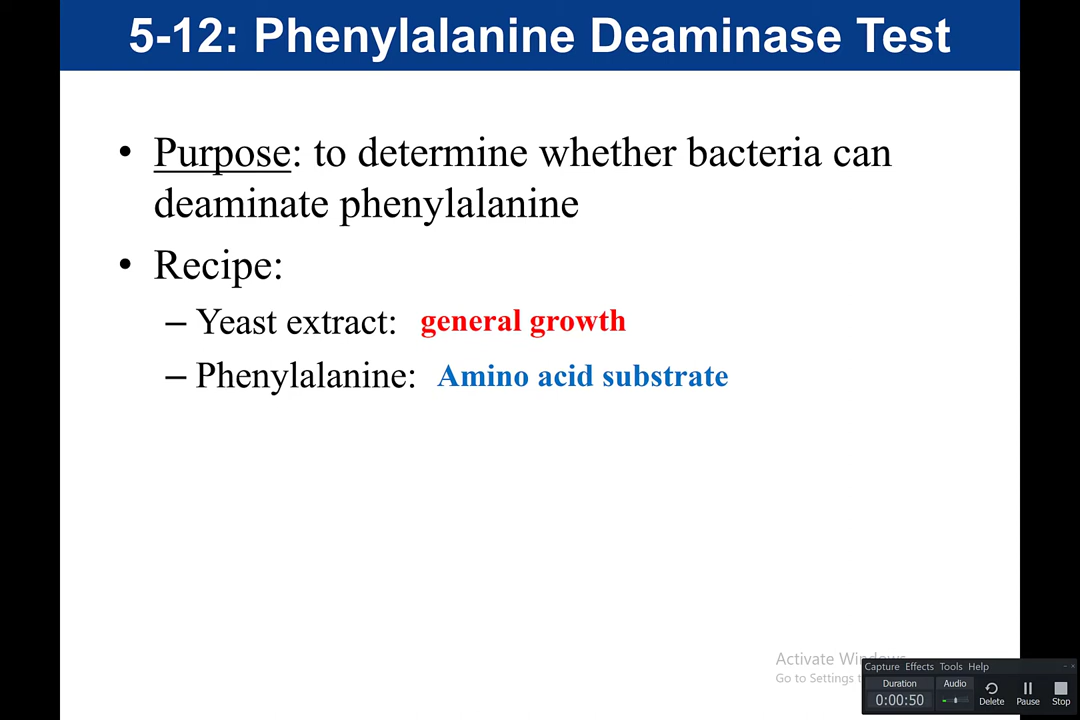 5-12: Phenylalanine Deaminase Test
• Purpose: to determine whether bacteria can
deaminate phenylalanine
• Recipe:
– Yeast extract: general growth
– Phenylalanine: Amino acid substrate
Activate Windows
Go to Settings
Capture Effects Tools Help
Duration Audio
0:00:50 Delete Pause Stop